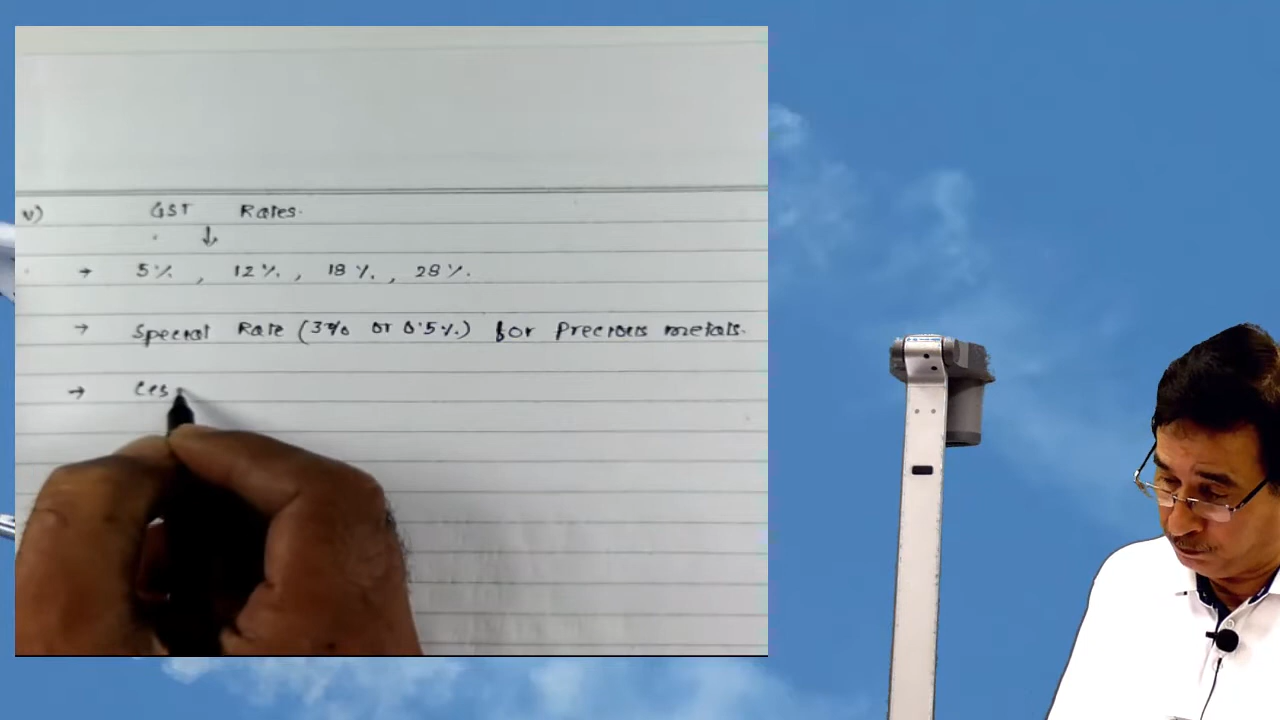 v) GST Rates.
↓
→ 5%, 12%, 18%, 28%.
→ Special Rate (3% or 0.5%) for Precious metals.
→ Ces